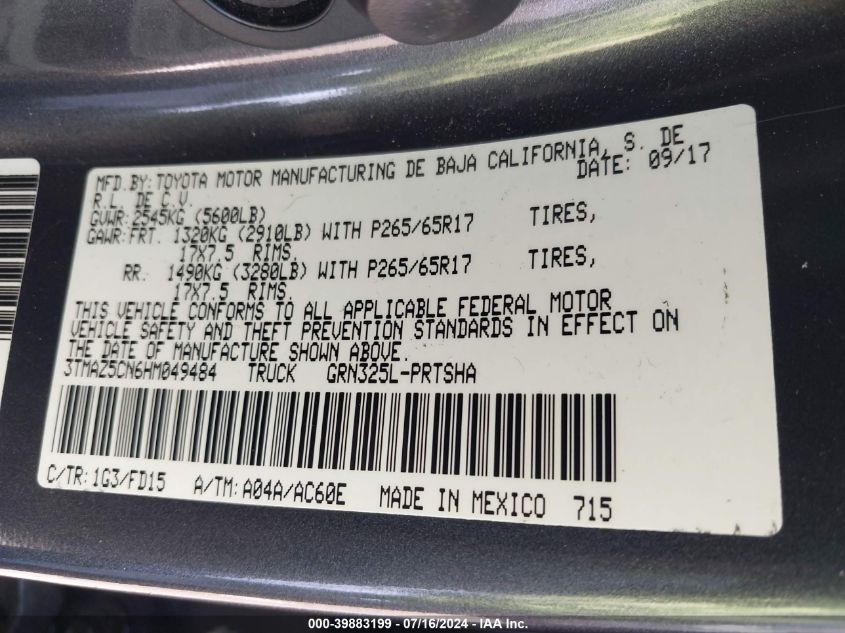 MFD.BY:TOYOTA MOTOR MANUFACTURING DE BAJA CALIFORNIA, S. DE
R.L. DE C.V. DATE: 09/17
GVWR:2545KG (5600LB)
GAWR:FRT. 1320KG (2910LB) WITH P265/65R17 TIRES,
17X7.5 RIMS.
RR. 1490KG (3280LB) WITH P265/65R17 TIRES,
17X7.5 RIMS.
THIS VEHICLE CONFORMS TO ALL APPLICABLE FEDERAL MOTOR
VEHICLE SAFETY AND THEFT PREVENTION STANDARDS IN EFFECT ON
THE DATE OF MANUFACTURE SHOWN ABOVE.
3TMAZ5CN6HM049484 TRUCK GRN325L-PRTSHA
C/TR:1G3/FD15 A/TM:A04A/AC60E MADE IN MEXICO 715
000-39883199 - 07/16/2024 - IAA Inc.